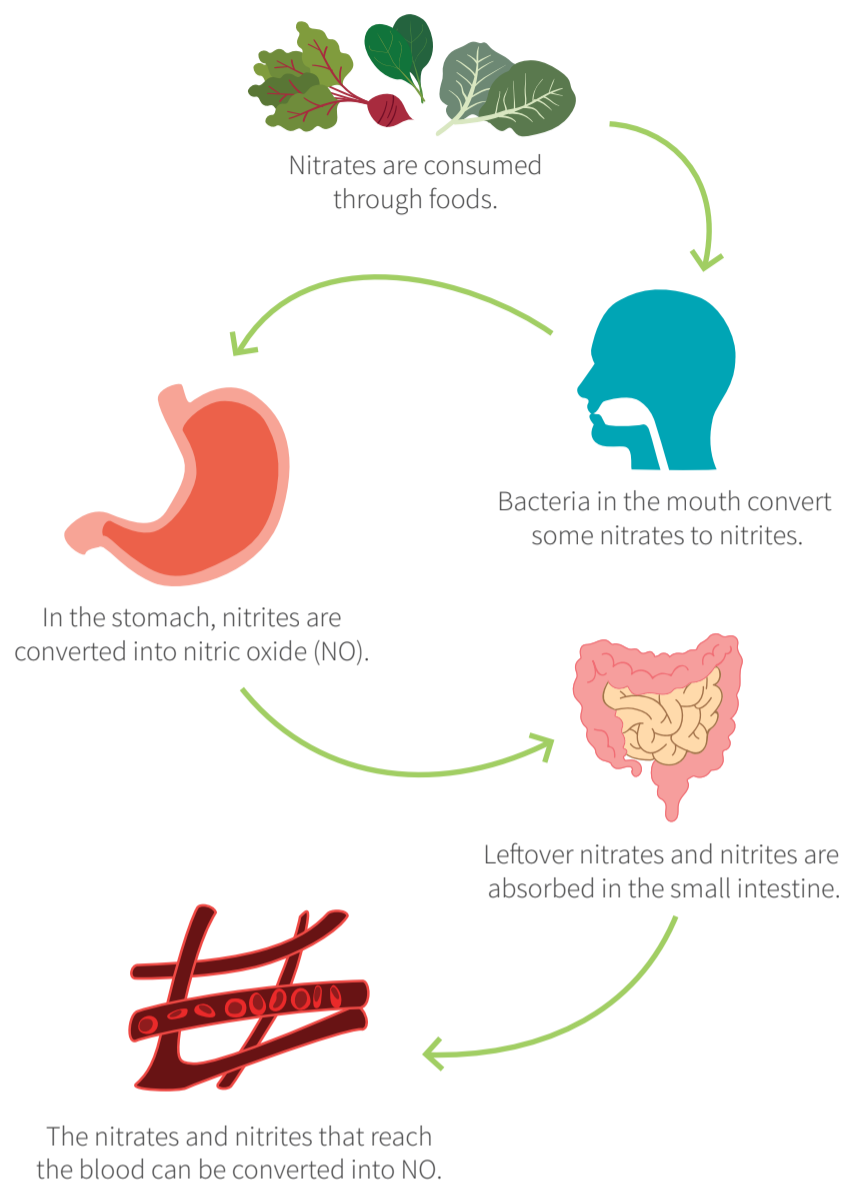 Nitrates are consumed
through foods.
Bacteria in the mouth convert
some nitrates to nitrites.
In the stomach, nitrites are
converted into nitric oxide (NO).
Leftover nitrates and nitrites are
absorbed in the small intestine.
The nitrates and nitrites that reach
the blood can be converted into NO.